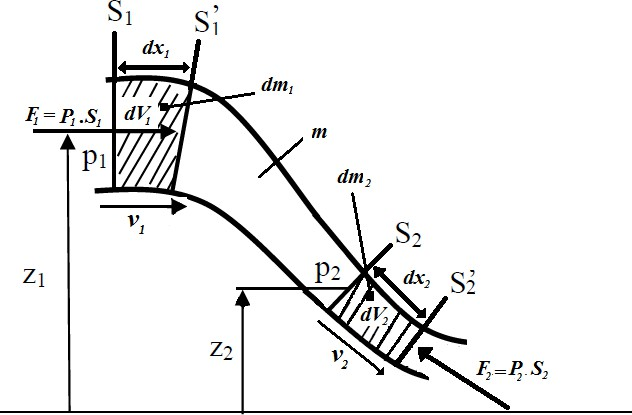 S₁
S₁’
dx₁
dm₁
F₁ = P₁ . S₁
dV₁
m
p₁
dm₂
v₁
S₂
z₁
p₂
dx₂
S₂’
dV₂
z₂
v₂
F₂ = P₂ . S₂